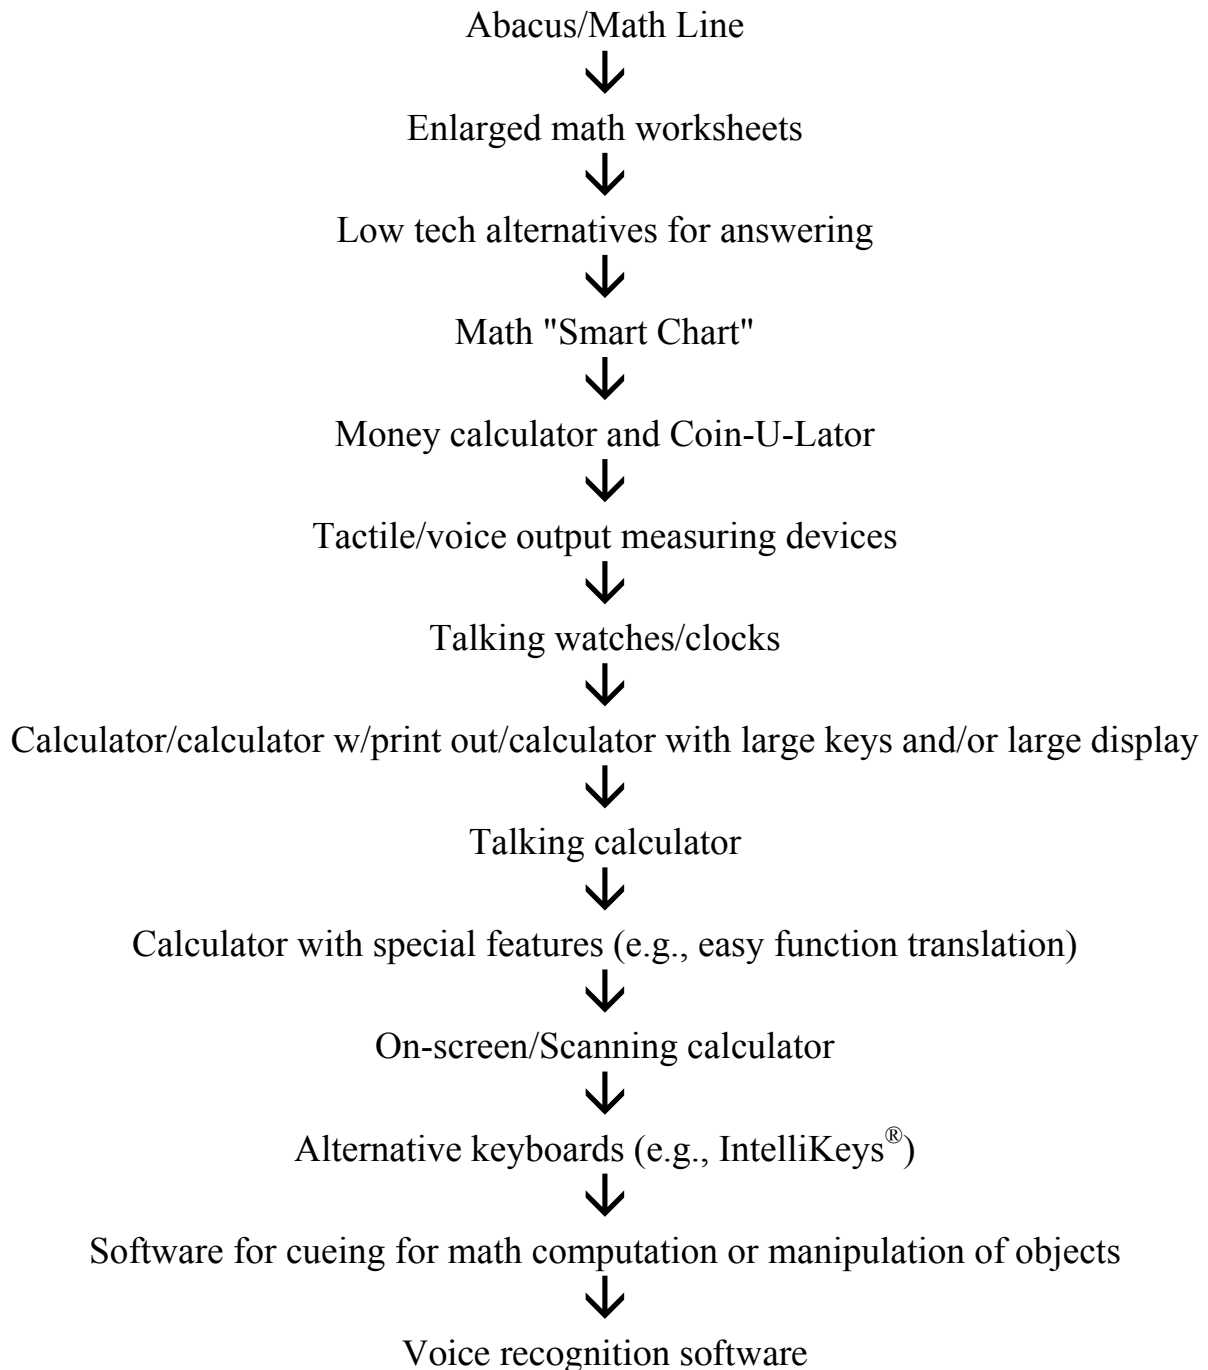 Abacus/Math Line
Enlarged math worksheets
Low tech alternatives for answering
Math "Smart Chart"
Money calculator and Coin-U-Lator
Tactile/voice output measuring devices
Talking watches/clocks
Calculator/calculator w/print out/calculator with large keys and/or large display
Talking calculator
Calculator with special features (e.g., easy function translation)
On-screen/Scanning calculator
Alternative keyboards (e.g., IntelliKeys®)
Software for cueing for math computation or manipulation of objects
Voice recognition software